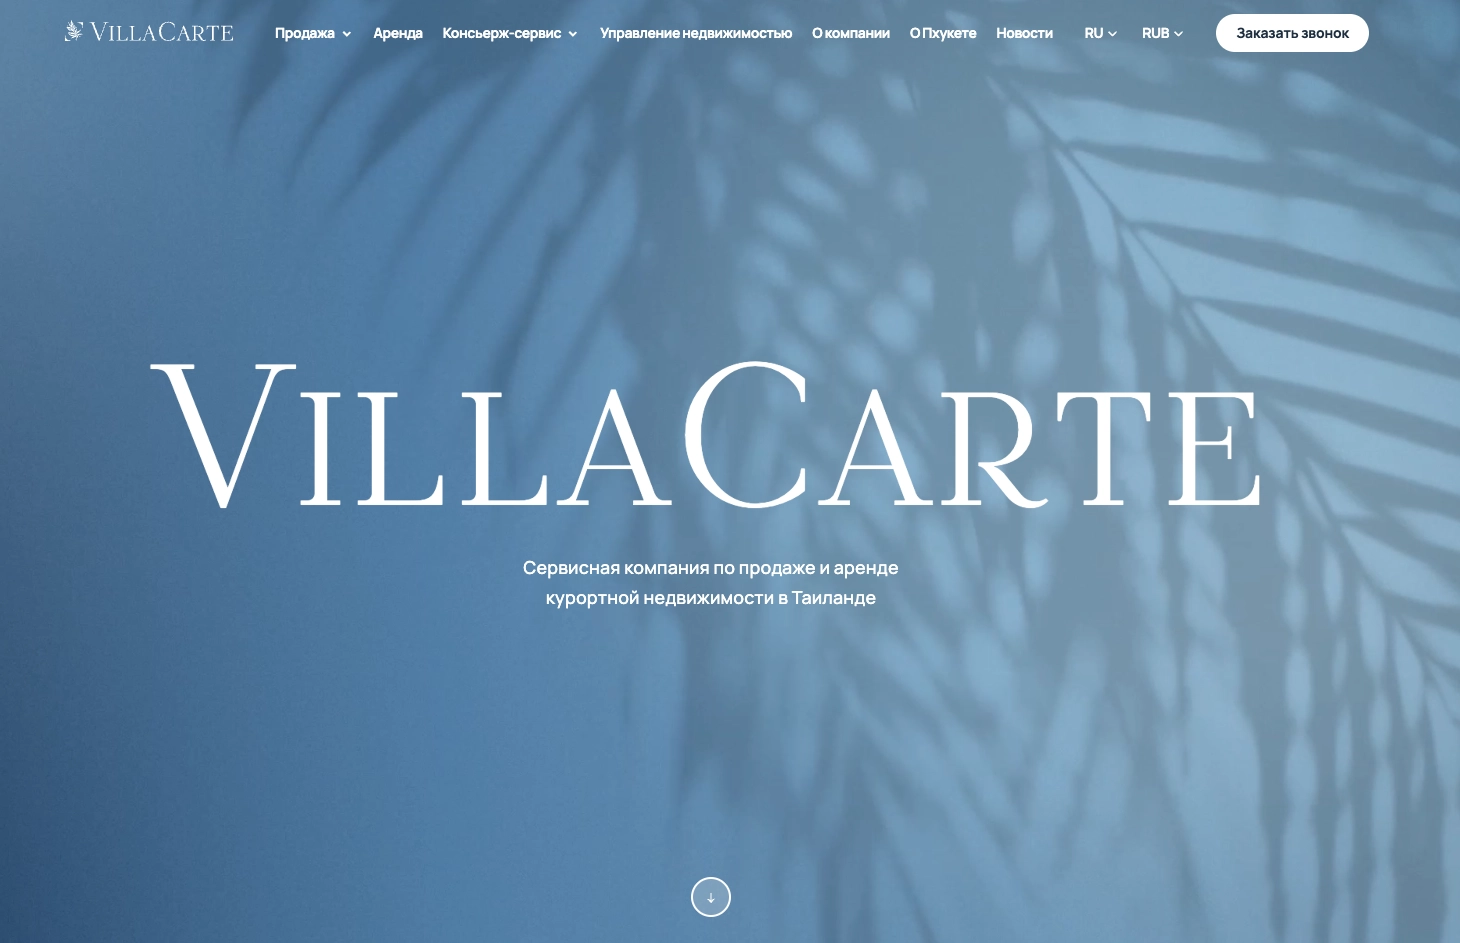 VILLACARTE Продажа Аренда Консьерж-сервис Управление недвижимостью О компании О Пхукете Новости RU RUB Заказать звонок
VILLACARTE
Сервисная компания по продаже и аренде
курортной недвижимости в Таиланде